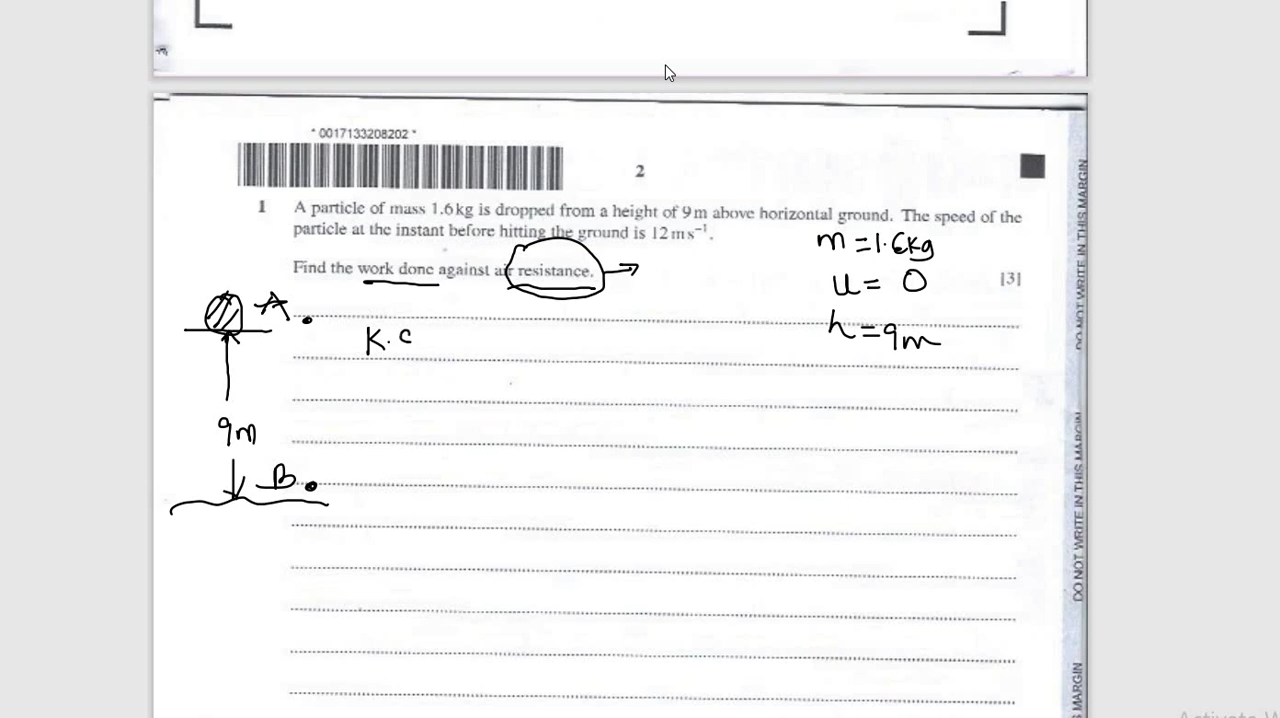 * 0017133208202 *
2
1 A particle of mass 1.6 kg is dropped from a height of 9 m above horizontal ground. The speed of the
particle at the instant before hitting the ground is 12 m s⁻¹.
Find the work done against air resistance. [3]
m = 1.6kg
u = 0
h = 9m
A.
K.
9m
B.
DO NOT WRITE IN THIS MARGIN
DO NOT WRITE IN THIS MARGIN
MARGIN